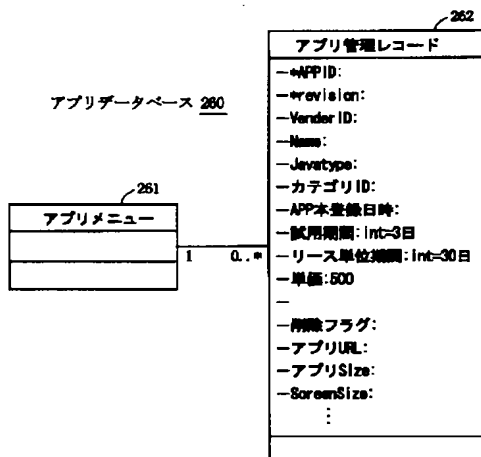 262
アプリ管理レコード
アプリデータベース 260
261
アプリメニュー
1 0..*
-*APPID:
-*revision:
-VenderID:
-Name:
-Javatype:
-カテゴリID:
-APP本登録日時:
-試用期間:int=3日
-リース単位期間:int=30日
-単価:500
-
-削除フラグ:
-アプリURL:
-アプリSize:
-ScreenSize:
⋮